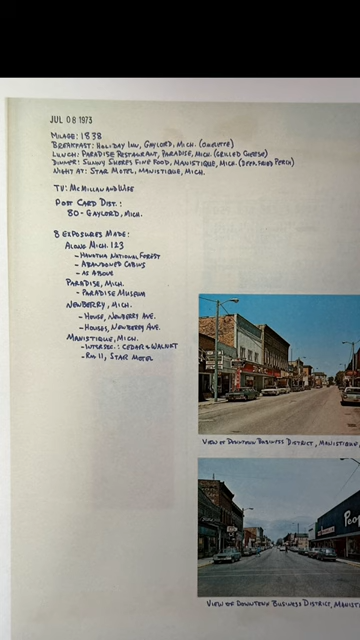 JUL 08 1973
MILAGE: 1838
BREAKFAST: HOLIDAY INN, GAYLORD, MICH. (OMELETTE)
LUNCH: PARADISE RESTAURANT, PARADISE, MICH. (GRILLED CHEESE)
DINNER: SUNNY SHORES FINE FOOD, MANISTIQUE, MICH. (DEEP FRIED PERCH)
NIGHT AT: STAR MOTEL, MANISTIQUE, MICH.
TV: MCMILLAN AND WIFE
POST CARD DIST.:
80 - GAYLORD, MICH.
8 EXPOSURES MADE:
ALONG MICH. 123
- HIAWATHA NATIONAL FOREST
- ABANDONED CABINS
- AS ABOVE
PARADISE, MICH.
- PARADISE MUSEUM
NEWBERRY, MICH.
- HOUSE, NEWBERRY AVE.
- HOUSES, NEWBERRY AVE.
MANISTIQUE, MICH.
- INTERSEC.: CEDAR & WALNUT
- RM 11, STAR MOTEL
VIEW OF DOWNTOWN BUSINESS DISTRICT, MANISTIQUE,
Peop
VIEW OF DOWNTOWN BUSINESS DISTRICT, MANIST